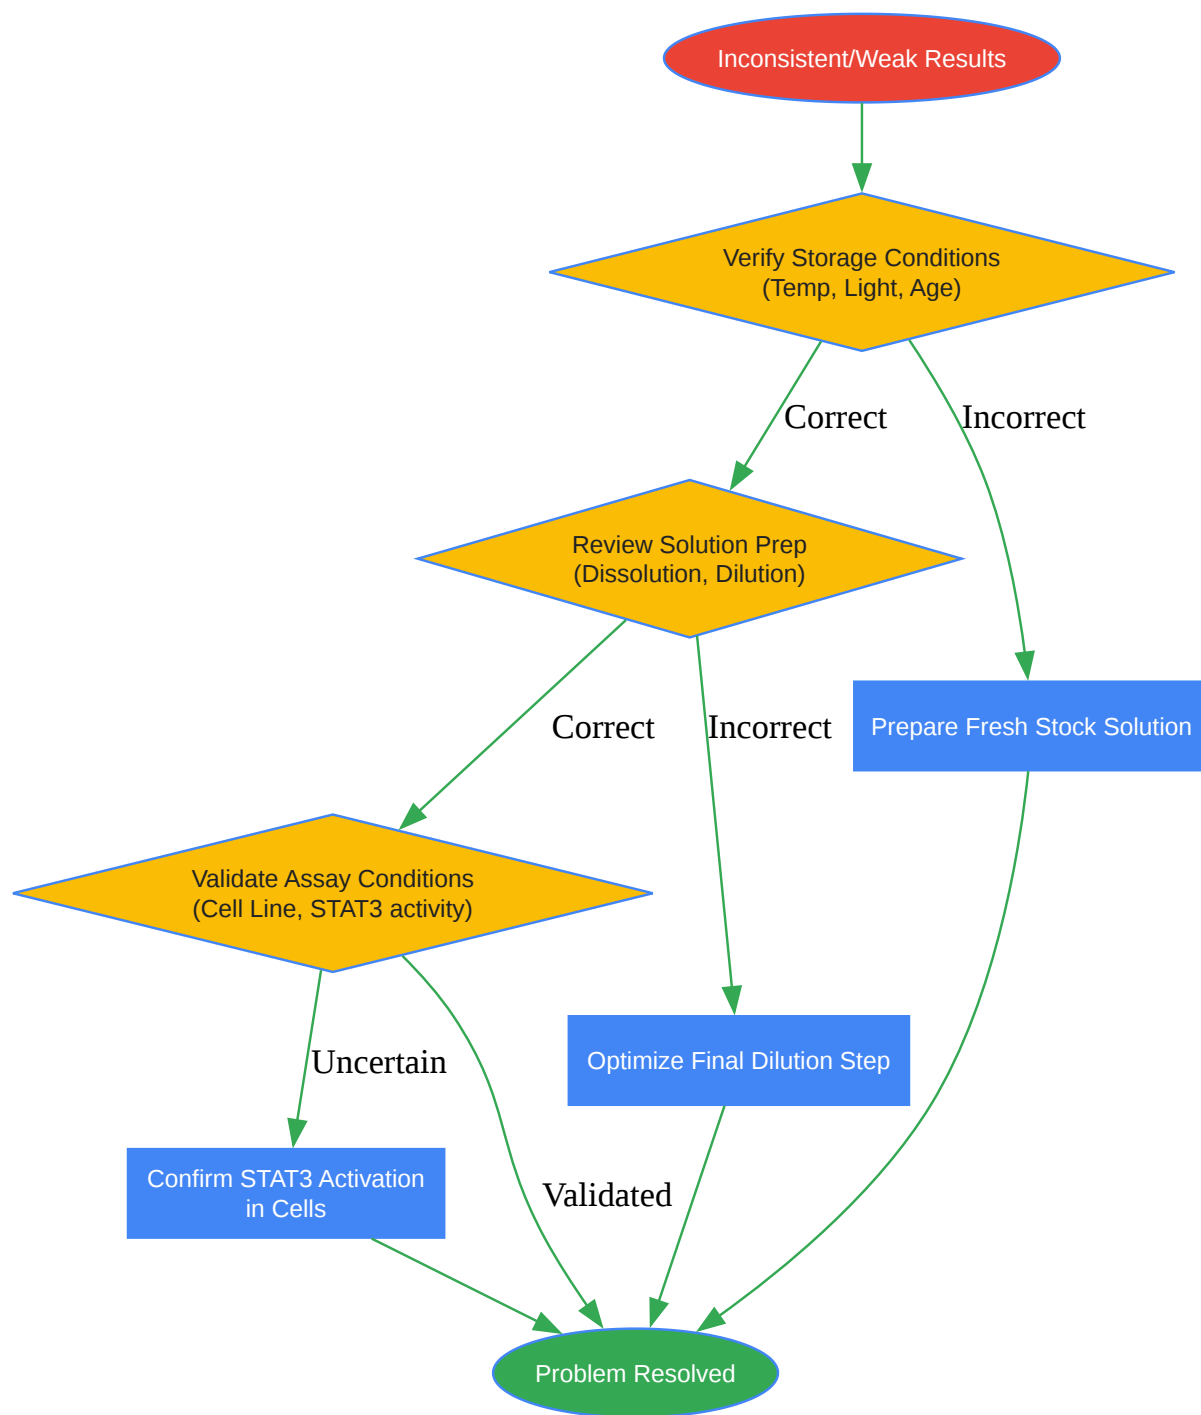 Inconsistent/Weak Results
Verify Storage Conditions
(Temp, Light, Age)
Correct
Incorrect
Review Solution Prep
(Dissolution, Dilution)
Correct
Incorrect
Prepare Fresh Stock Solution
Validate Assay Conditions
(Cell Line, STAT3 activity)
Uncertain
Optimize Final Dilution Step
Confirm STAT3 Activation
in Cells
Validated
Problem Resolved